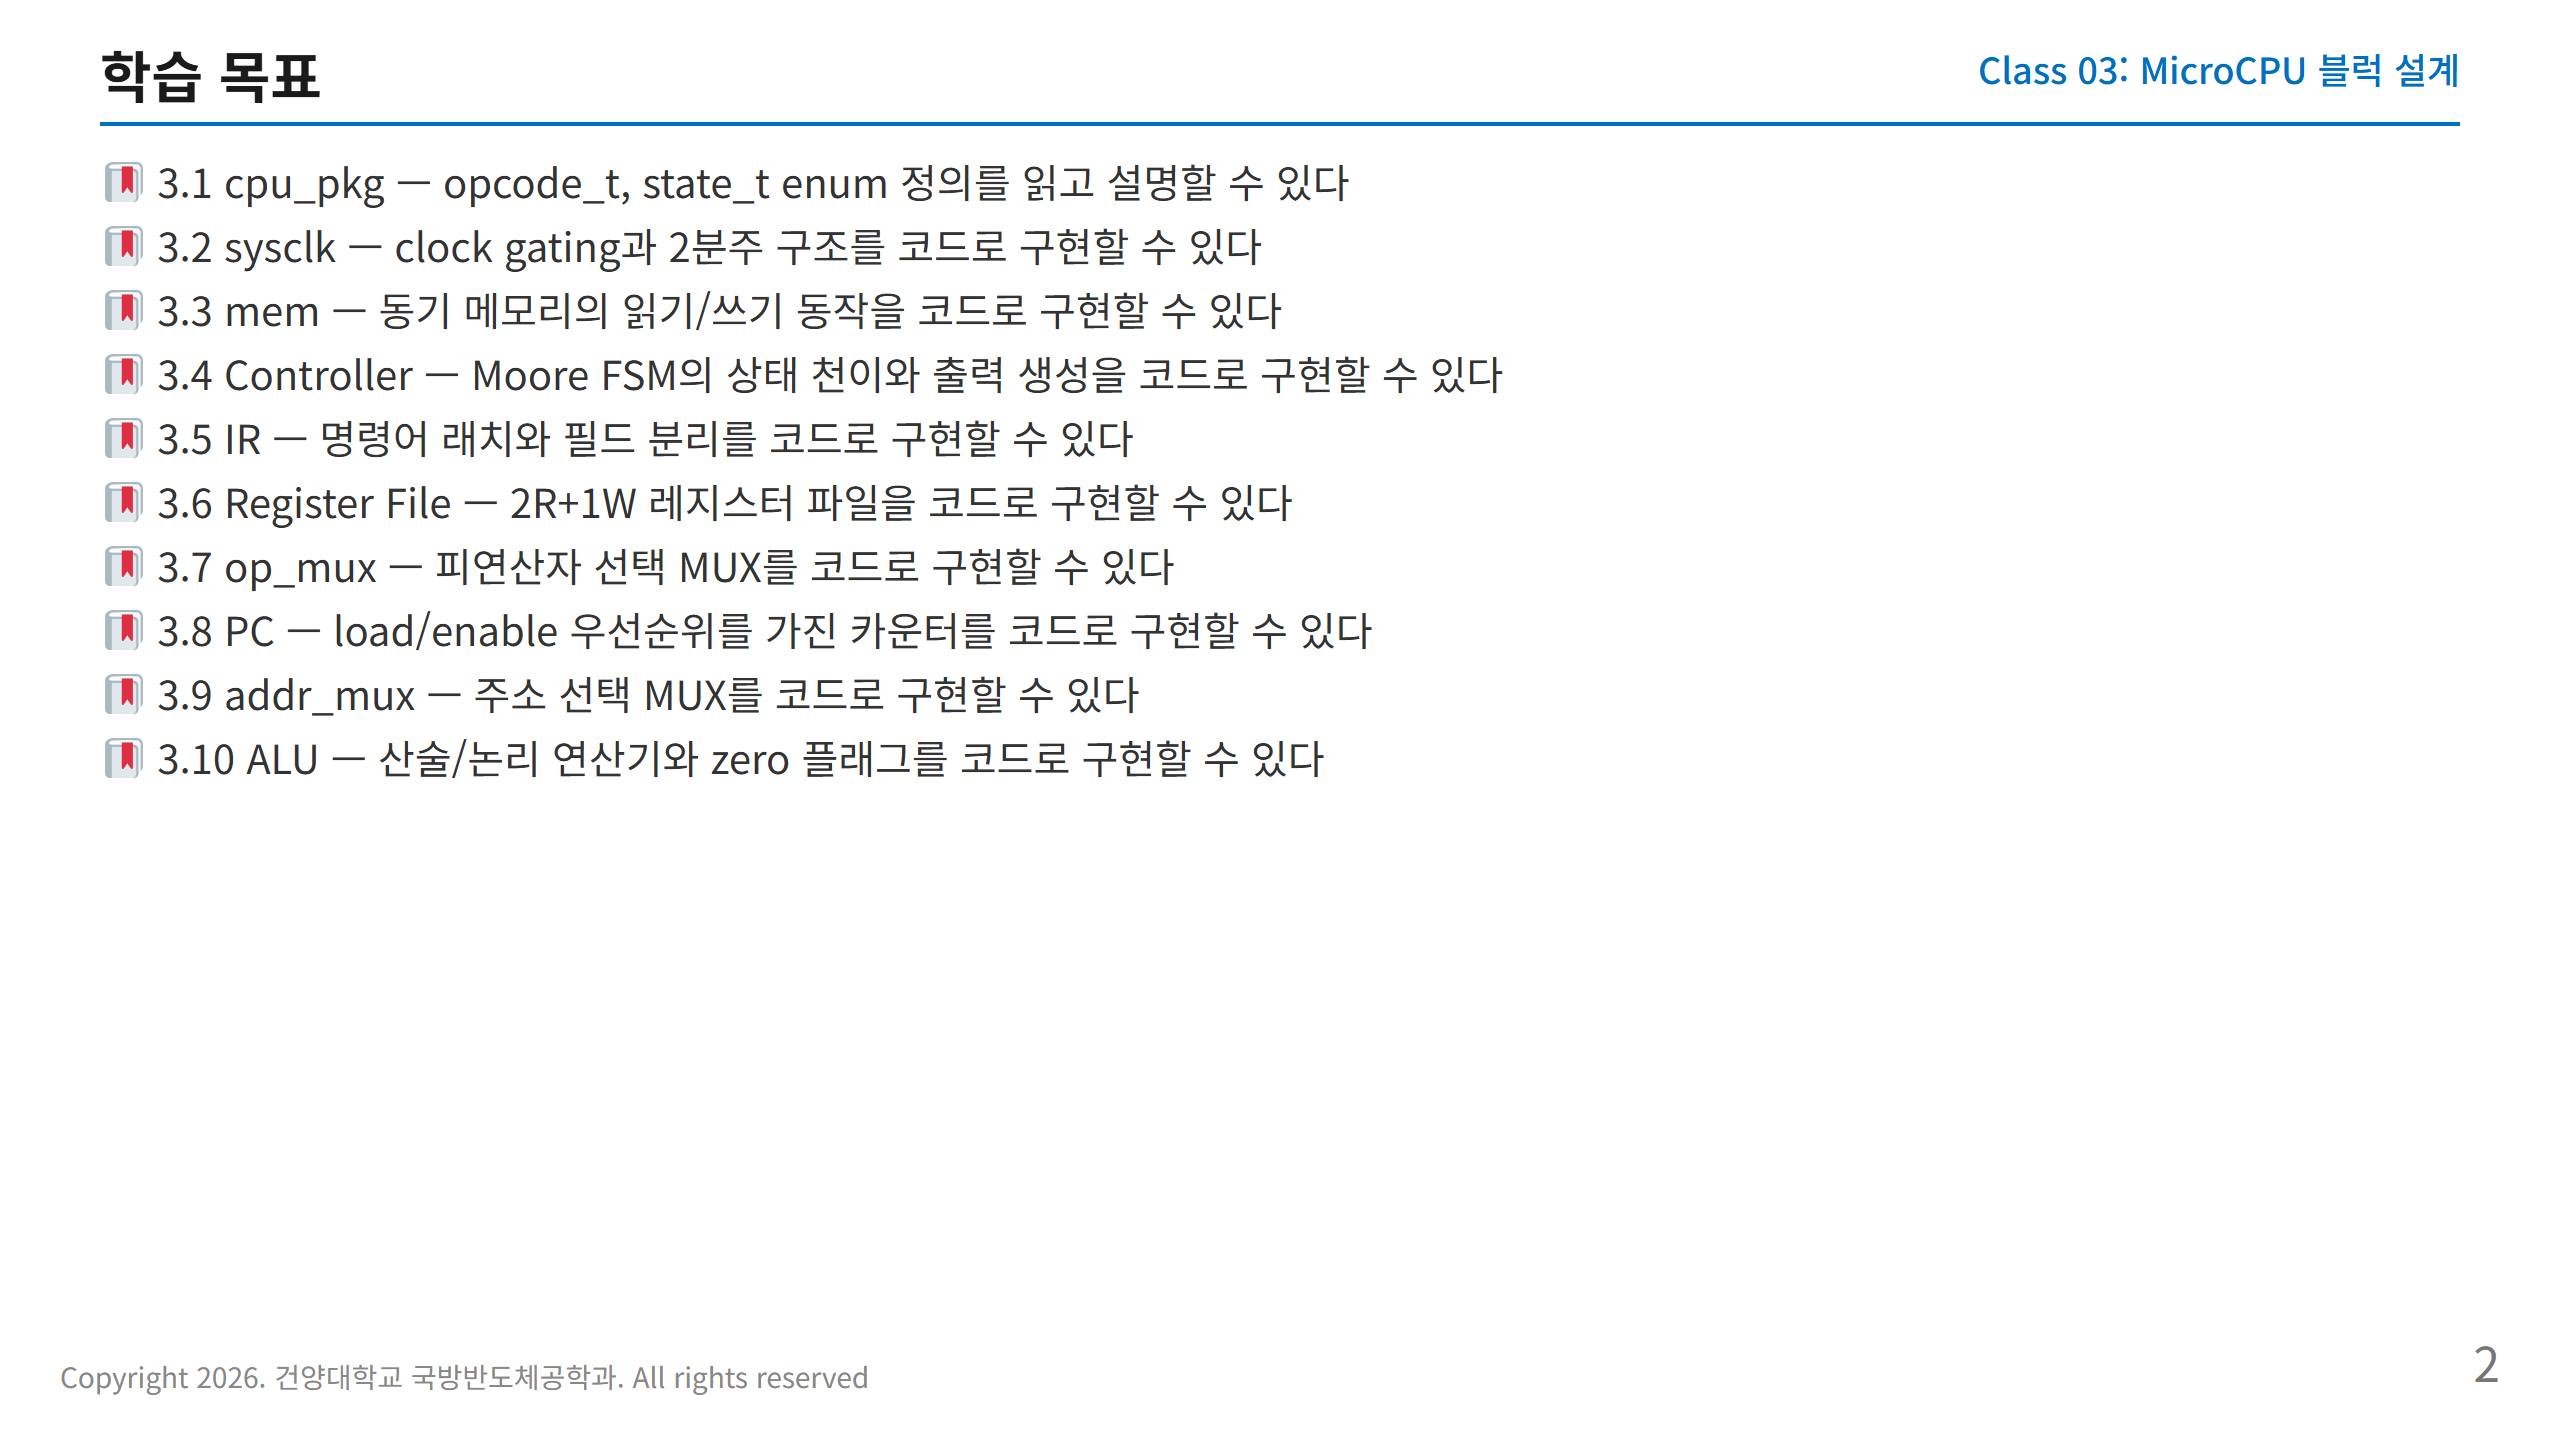 학습 목표
Class 03: MicroCPU 블럭 설계
3.1 cpu_pkg — opcode_t, state_t enum 정의를 읽고 설명할 수 있다
3.2 sysclk — clock gating과 2분주 구조를 코드로 구현할 수 있다
3.3 mem — 동기 메모리의 읽기/쓰기 동작을 코드로 구현할 수 있다
3.4 Controller — Moore FSM의 상태 천이와 출력 생성을 코드로 구현할 수 있다
3.5 IR — 명령어 래치와 필드 분리를 코드로 구현할 수 있다
3.6 Register File — 2R+1W 레지스터 파일을 코드로 구현할 수 있다
3.7 op_mux — 피연산자 선택 MUX를 코드로 구현할 수 있다
3.8 PC — load/enable 우선순위를 가진 카운터를 코드로 구현할 수 있다
3.9 addr_mux — 주소 선택 MUX를 코드로 구현할 수 있다
3.10 ALU — 산술/논리 연산기와 zero 플래그를 코드로 구현할 수 있다
Copyright 2026. 건양대학교 국방반도체공학과. All rights reserved
2